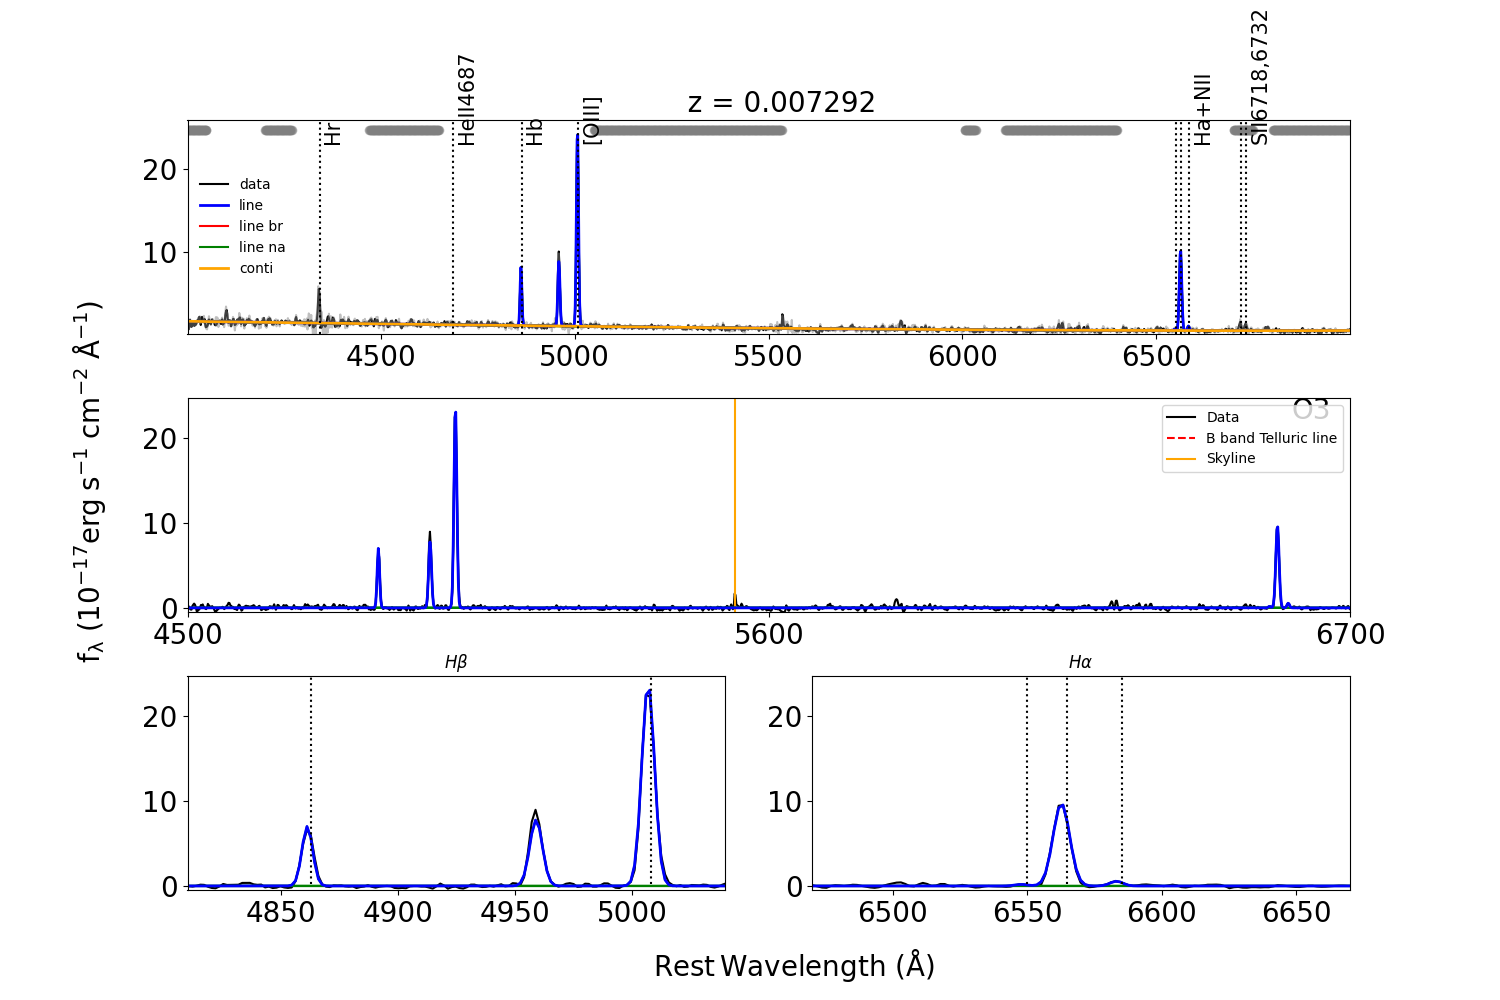 z = 0.007292
Hr
HeII4687
Hb
[OIII]
Ha+NII
SII6718,6732
20
10
data
line
line br
line na
conti
4500 5000 5500 6000 6500
20
10
0
O3
Data
B band Telluric line
Skyline
4500 5600 6700
f_λ (10⁻¹⁷erg s⁻¹ cm⁻² Å⁻¹)
Hβ
20
10
0
4850 4900 4950 5000
Hα
20
10
0
6500 6550 6600 6650
Rest Wavelength (Å)